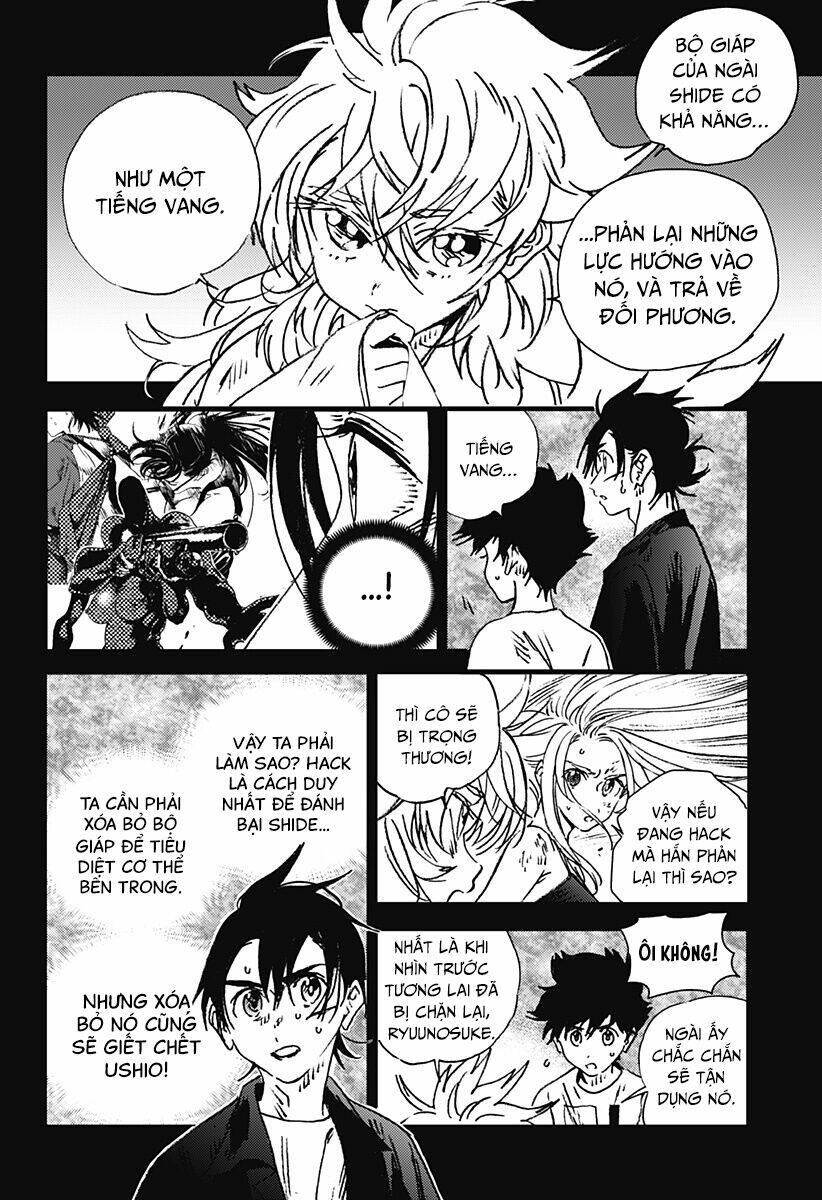 BỘ GIÁP
CỦA NGÀI
SHIDE CÓ
KHẢ NĂNG...
...PHẢN LẠI NHỮNG
LỰC HƯỚNG VÀO
NÓ, VÀ TRẢ VỀ
ĐỐI PHƯƠNG.
NHƯ MỘT
TIẾNG VANG.
TIẾNG
VANG...
...!
VẬY NẾU
ĐANG HACK
MÀ HẮN PHẢN
LẠI THÌ SAO?
THÌ CÔ SẼ
BỊ TRỌNG
THƯƠNG!
VẬY TA PHẢI
LÀM SAO? HACK
LÀ CÁCH DUY
NHẤT ĐỂ ĐÁNH
BẠI SHIDE...
TA CẦN PHẢI
XÓA BỎ BỘ
GIÁP ĐỂ TIÊU
DIỆT CƠ THỂ
BÊN TRONG.
NHƯNG XÓA
BỎ NÓ CŨNG
SẼ GIẾT CHẾT
USHIO!
ÔI KHÔNG!
NGÀI ẤY
CHẮC CHẮN
SẼ TẬN
DỤNG NÓ.
NHẤT LÀ KHI
NHÌN TRƯỚC
TƯƠNG LAI ĐÃ
BỊ CHẶN LẠI,
RYUUNOSUKE.